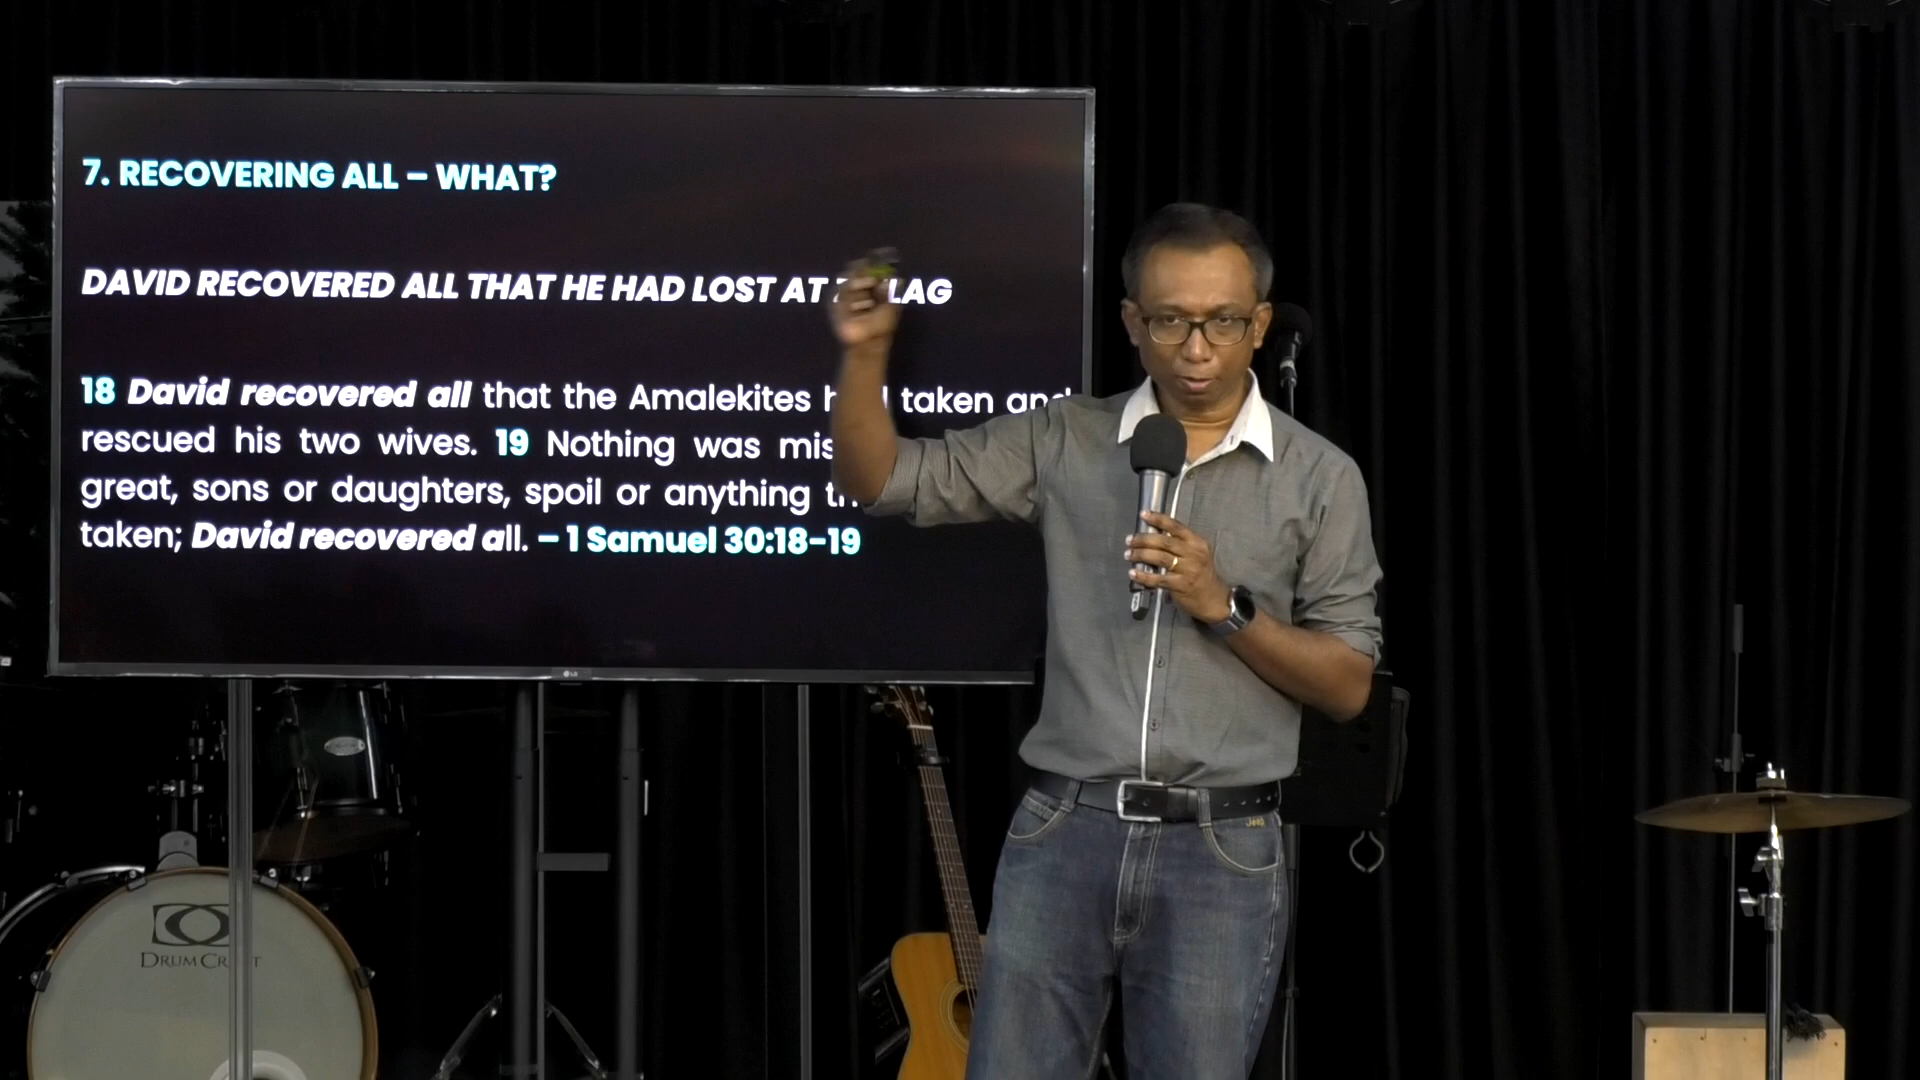 7. RECOVERING ALL – WHAT?
DAVID RECOVERED ALL THAT HE HAD LOST AT
18 David recovered all that the Amalekites taken and
rescued his two wives. 19 Nothing was
great, sons or daughters, spoil or anything
taken; David recovered all. – 1 Samuel 30:18-19
LG